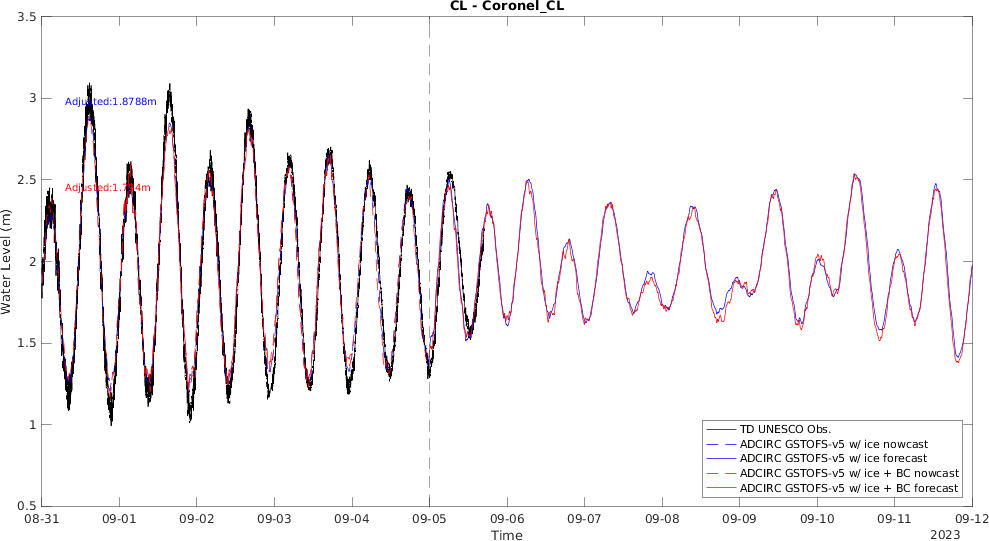 CL - Coronel_CL
3.5
3
2.5
2
1.5
1
0.5
Water Level (m)
Adjusted:1.8788m
08-31
09-01
09-02
09-03
09-04
09-05
09-06
09-07
09-08
09-09
09-10
09-11
09-12
Time
2023
TD UNESCO Obs.
ADCIRC GSTOFS-v5 w/ ice nowcast
ADCIRC GSTOFS-v5 w/ ice forecast
ADCIRC GSTOFS-v5 w/ ice + BC nowcast
ADCIRC GSTOFS-v5 w/ ice + BC forecast